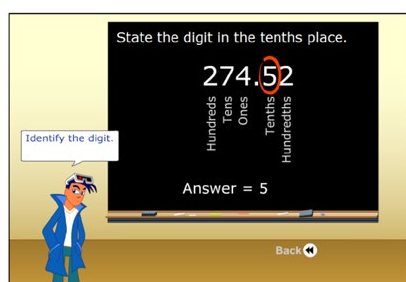 State the digit in the tenths place.
274.52
Hundreds
Tens
Ones
Tenths
Hundredths
Identify the digit.
Answer = 5
Back